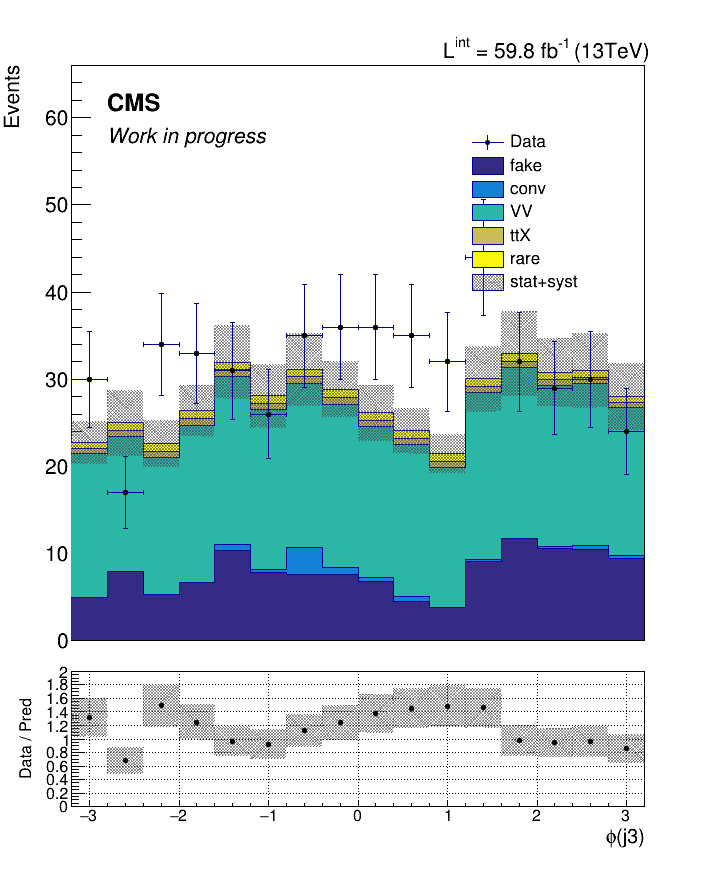 L^int = 59.8 fb^-1 (13TeV)
Events
CMS
Work in progress
Data
fake
conv
VV
ttX
rare
stat+syst
60
50
40
30
20
10
0
Data / Pred
2
1.8
1.6
1.4
1.2
1
0.8
0.6
0.4
0.2
0
−3 −2 −1 0 1 2 3
ϕ(j3)